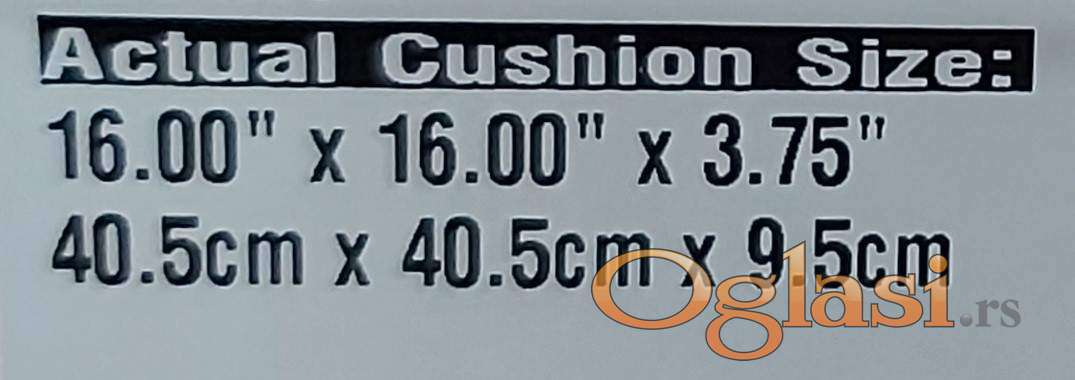 Actual Cushion Size:
16.00" x 16.00" x 3.75"
40.5cm x 40.5cm x 9.5cm
Oglasi.rs